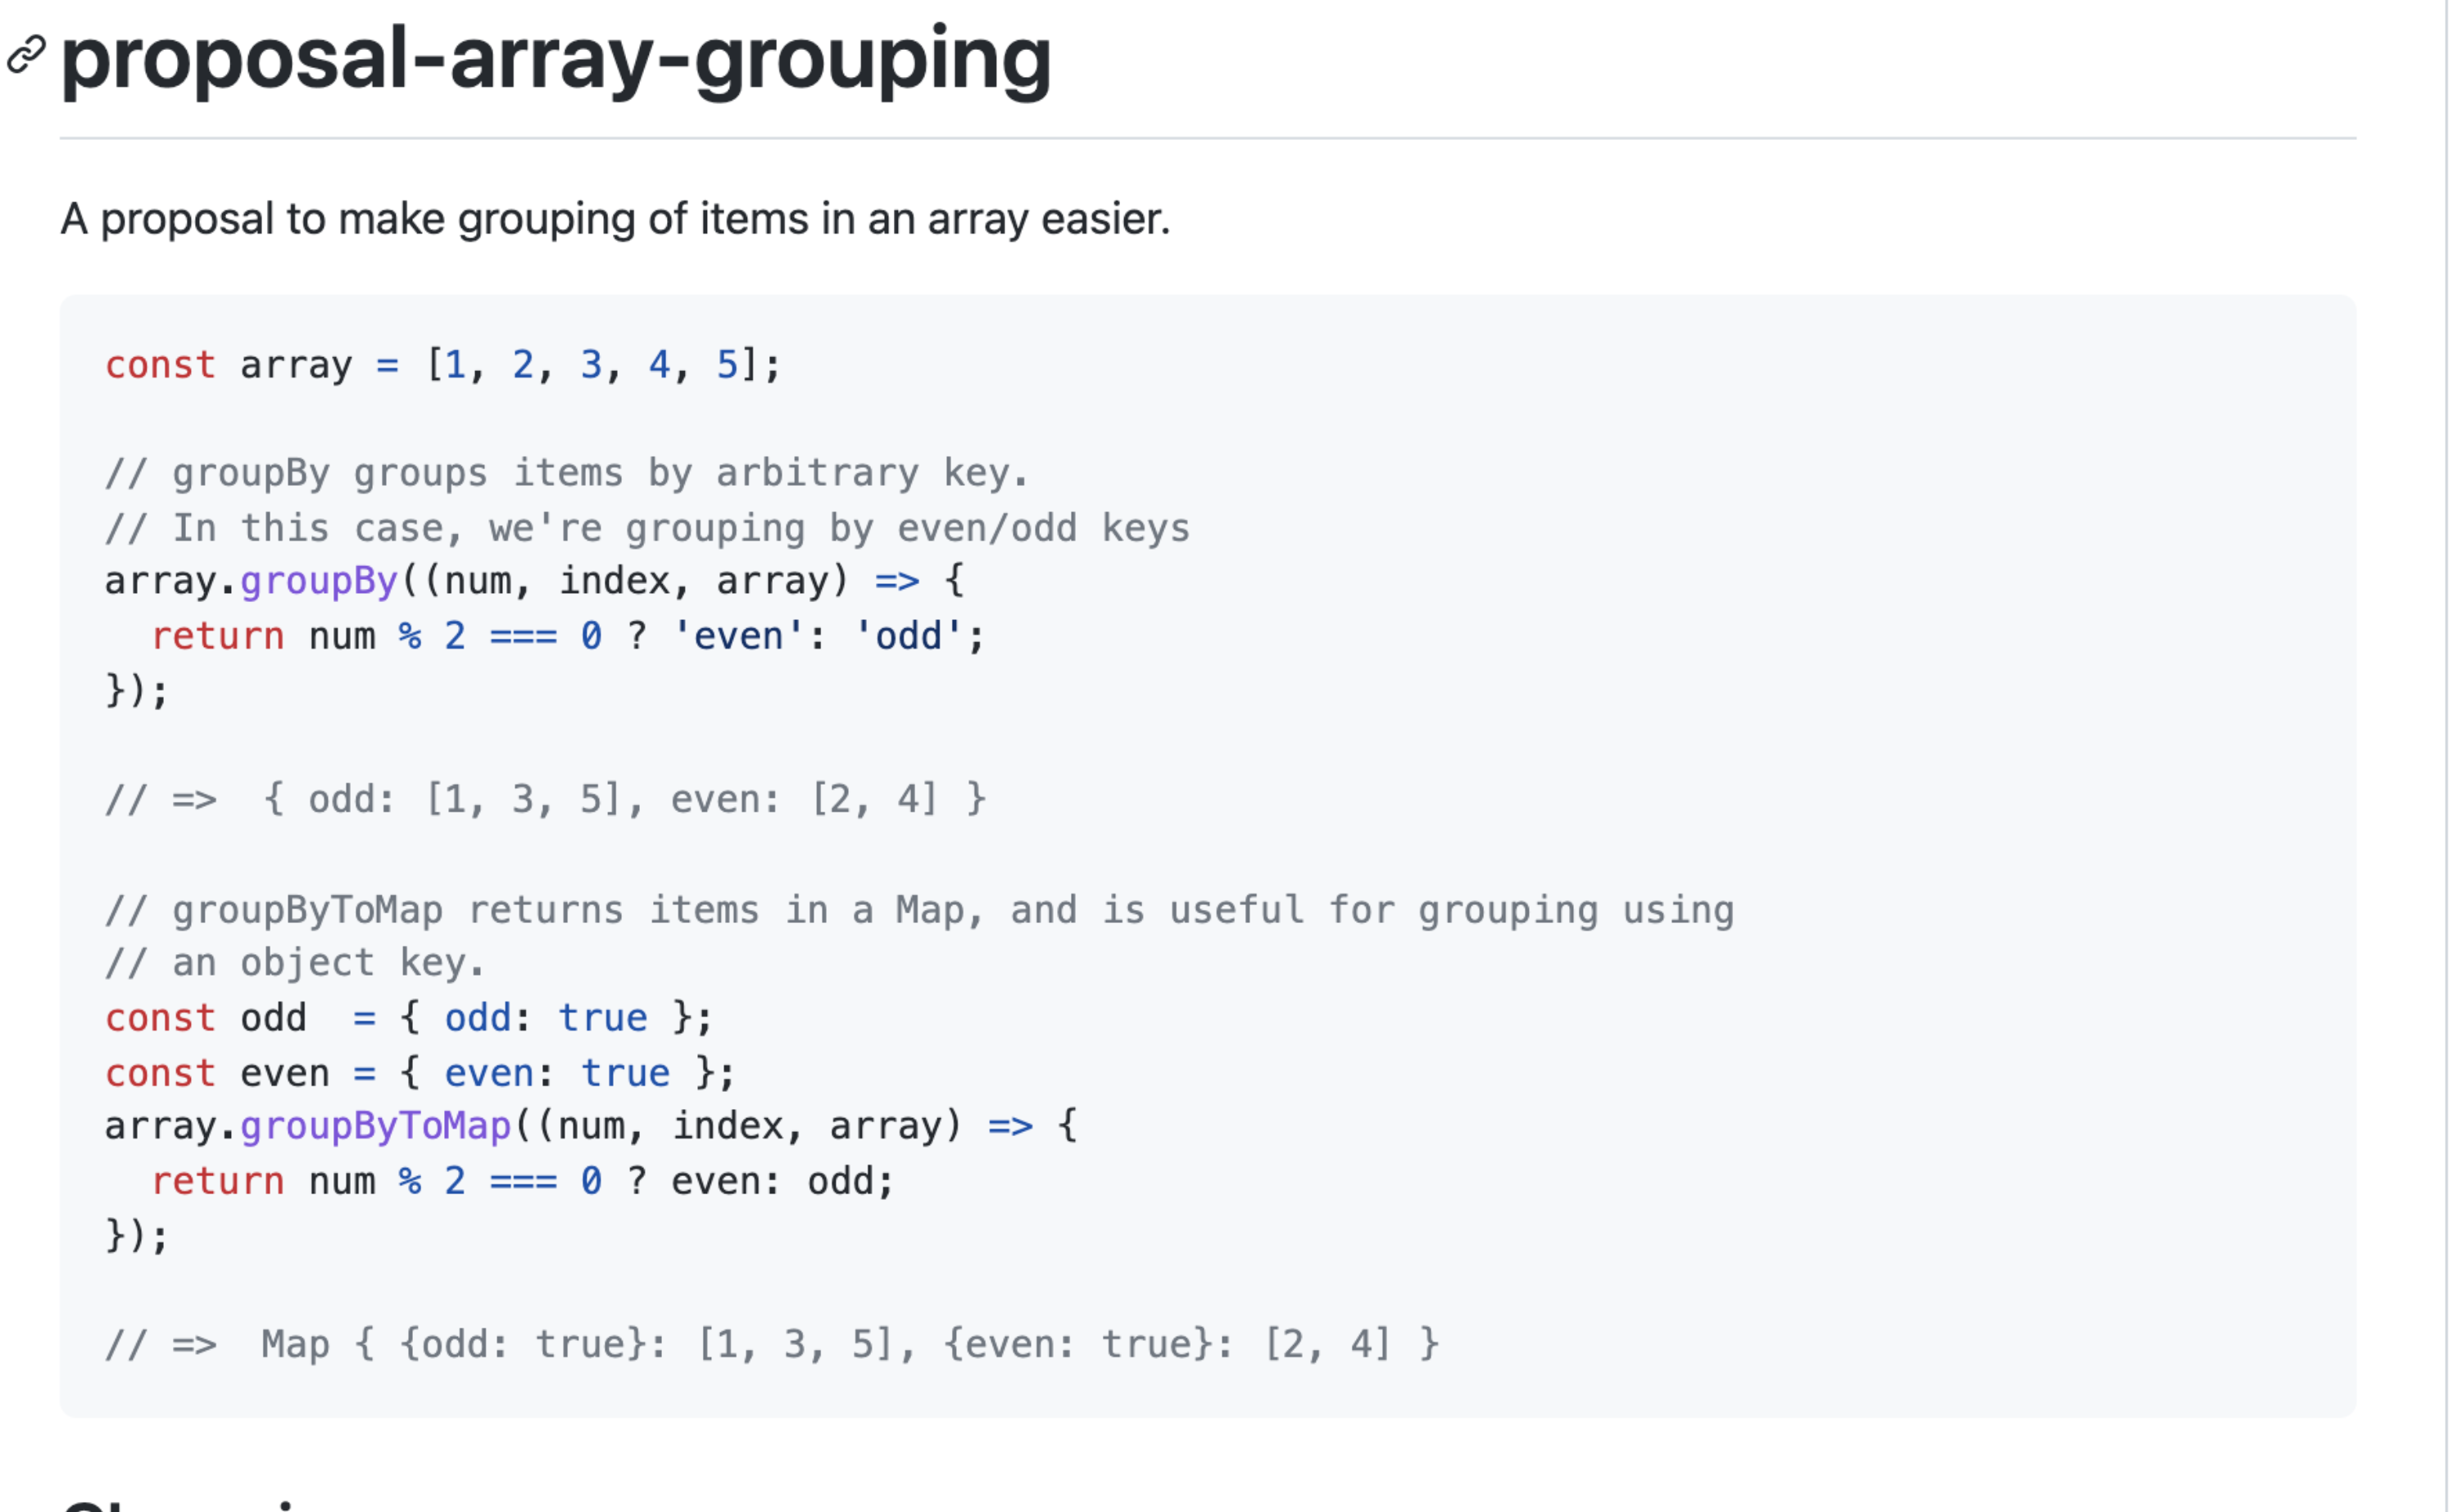 proposal-array-grouping
A proposal to make grouping of items in an array easier.
const array = [1, 2, 3, 4, 5];
// groupBy groups items by arbitrary key.
// In this case, we're grouping by even/odd keys
array.groupBy((num, index, array) => {
  return num % 2 === 0 ? 'even': 'odd';
});
// =>  { odd: [1, 3, 5], even: [2, 4] }
// groupByToMap returns items in a Map, and is useful for grouping using
// an object key.
const odd  = { odd: true };
const even = { even: true };
array.groupByToMap((num, index, array) => {
  return num % 2 === 0 ? even: odd;
});
// =>  Map { {odd: true}: [1, 3, 5], {even: true}: [2, 4] }